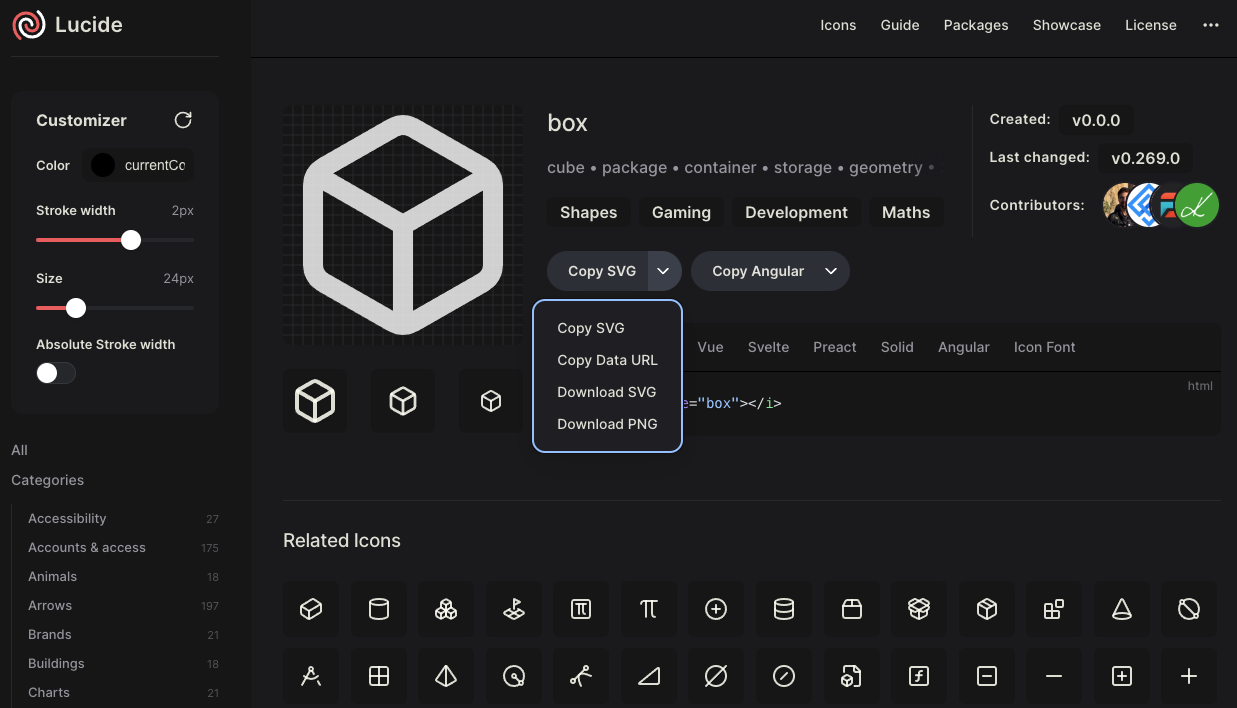 Lucide
Icons Guide Packages Showcase License
Customizer
Color currentCo
Stroke width 2px
Size 24px
Absolute Stroke width
All
Categories
Accessibility 27
Accounts & access 175
Animals 18
Arrows 197
Brands 21
Buildings 18
Charts 21
box
cube • package • container • storage • geometry •
Shapes Gaming Development Maths
Copy SVG Copy Angular
Copy SVG
Copy Data URL
Download SVG
Download PNG
Created: v0.0.0
Last changed: v0.269.0
Contributors:
Vue Svelte Preact Solid Angular Icon Font
html
e="box"></i>
Related Icons